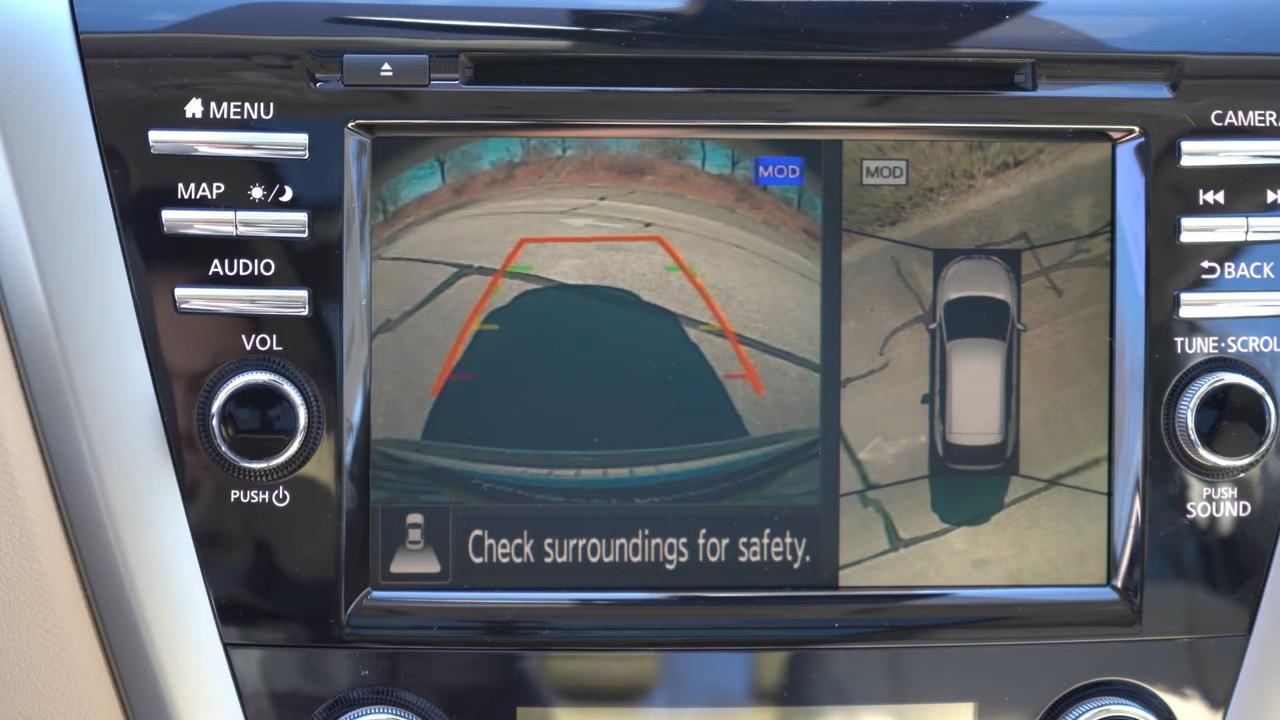 MENU
MAP
AUDIO
VOL
PUSH
MOD
MOD
Check surroundings for safety.
CAMERA
BACK
TUNE·SCROL
PUSH
SOUND